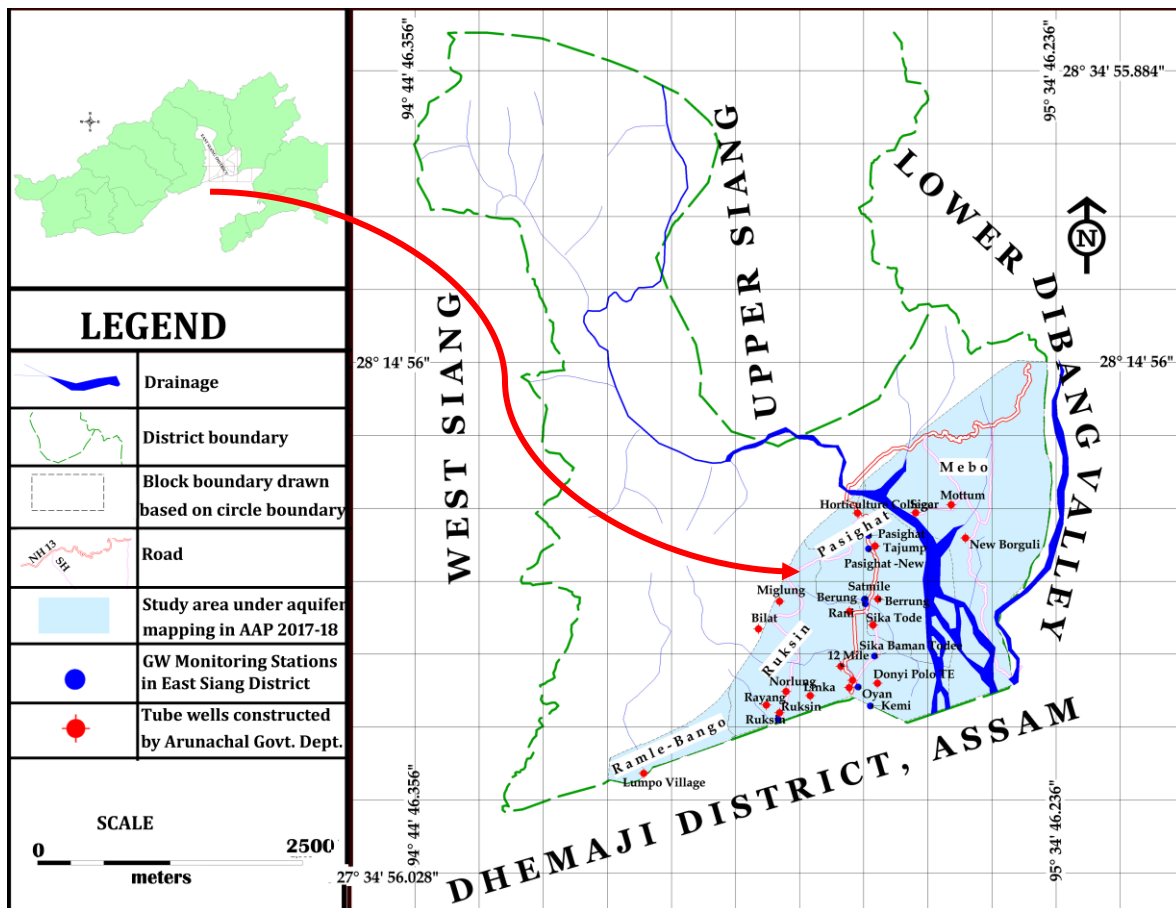 EAST SIANG DISTRICT
LEGEND
Drainage
District boundary
Block boundary drawn
based on circle boundary
NH 13
SH
Road
Study area under aquifer
mapping in AAP 2017-18
GW Monitoring Stations
in East Siang District
Tube wells constructed
by Arunachal Govt. Dept.
SCALE
0
2500
meters
94° 44' 46.356"
95° 34' 46.236"
28° 34' 55.884"
UPPER SIANG
LOWER DIBANG VALLEY
N
WEST SIANG
28° 14' 56"
28° 14' 56"
Mebo
Horticulture Col
Sigar
Mottum
Pasighat
Pasighat
Tajump
New Borguli
Pasighat -New
Satmile
Miglung
Berung
Berrung
Rani
Bilat
Sika Tode
Ruksin
Sika Baman Tode
12 Mile
Norlung
Linka
Donyi Polo TE
Rayang
Oyan
Ruksin
Kemi
Ruksin
Ramle-Bango
Lumpo Village
DHEMAJI DISTRICT, ASSAM
94° 44' 46.356"
95° 34' 46.236"
27° 34' 56.028"